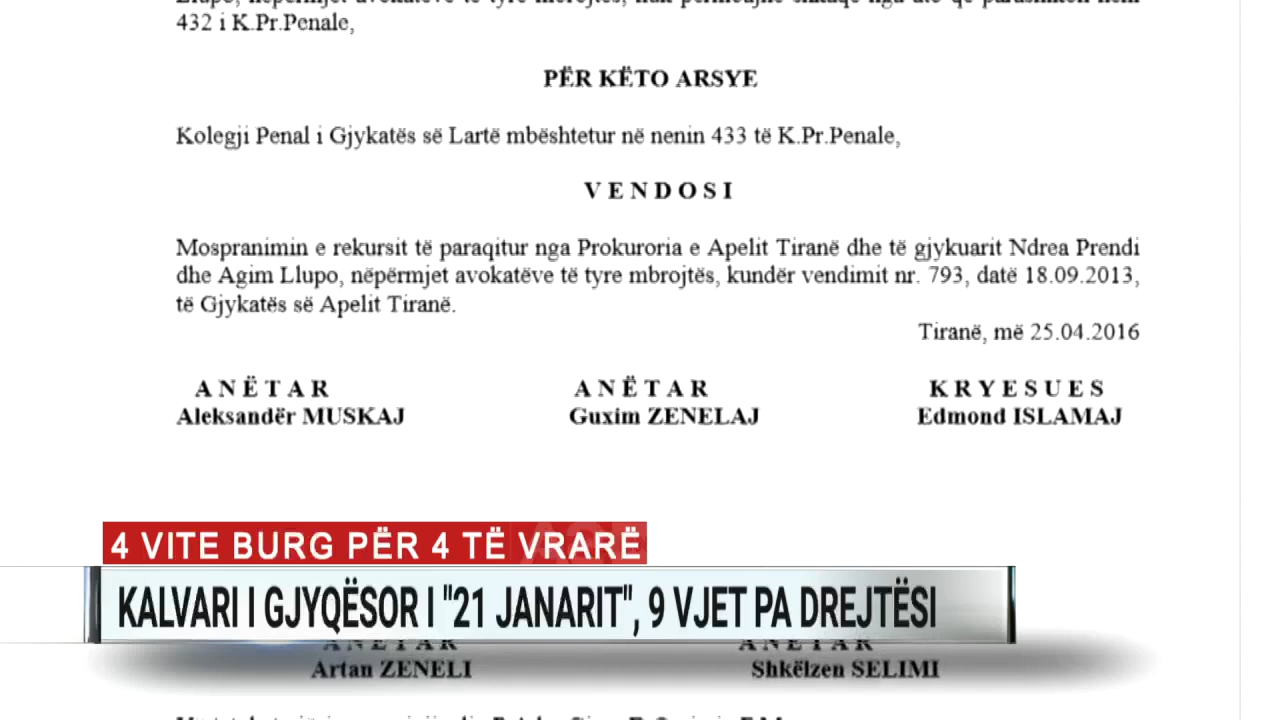 432 i K.Pr.Penale,
PËR KËTO ARSYE
Kolegji Penal i Gjykatës së Lartë mbështetur në nenin 433 të K.Pr.Penale,
V E N D O S I
Mospranimin e rekursit të paraqitur nga Prokuroria e Apelit Tiranë dhe të gjykuarit Ndrea Prendi
dhe Agim Llupo, nëpërmjet avokatëve të tyre mbrojtës, kundër vendimit nr. 793, datë 18.09.2013,
të Gjykatës së Apelit Tiranë.
Tiranë, më 25.04.2016
A N Ë T A R A N Ë T A R K R Y E S U E S
Aleksandër MUSKAJ Guxim ZENELAJ Edmond ISLAMAJ
4 VITE BURG PËR 4 TË VRARË
KALVARI I GJYQËSOR I "21 JANARIT", 9 VJET PA DREJTËSI
A N Ë T A R A N Ë T A R
Artan ZENELI Shkëlzen SELIMI